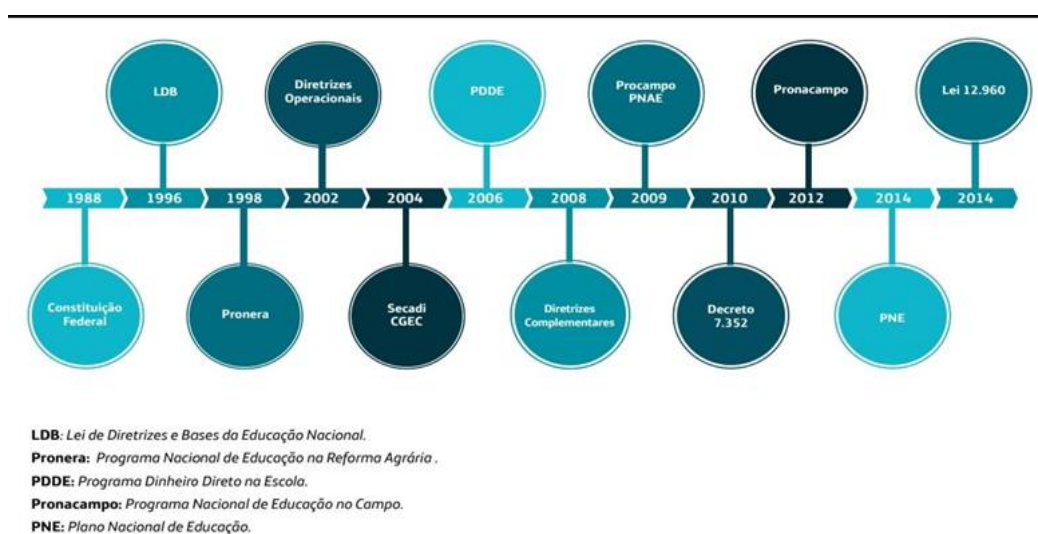 LDB
Diretrizes
Operacionais
PDDE
Procampo
PNAE
Pronacampo
Lei 12.960
1988 1996 1998 2002 2004 2006 2008 2009 2010 2012 2014 2014
Constituição
Federal
Pronera
Secadi
CGEC
Diretrizes
Complementares
Decreto
7.352
PNE
LDB: Lei de Diretrizes e Bases da Educação Nacional.
Pronera: Programa Nacional de Educação na Reforma Agrária .
PDDE: Programa Dinheiro Direto na Escola.
Pronacampo: Programa Nacional de Educação no Campo.
PNE: Plano Nacional de Educação.